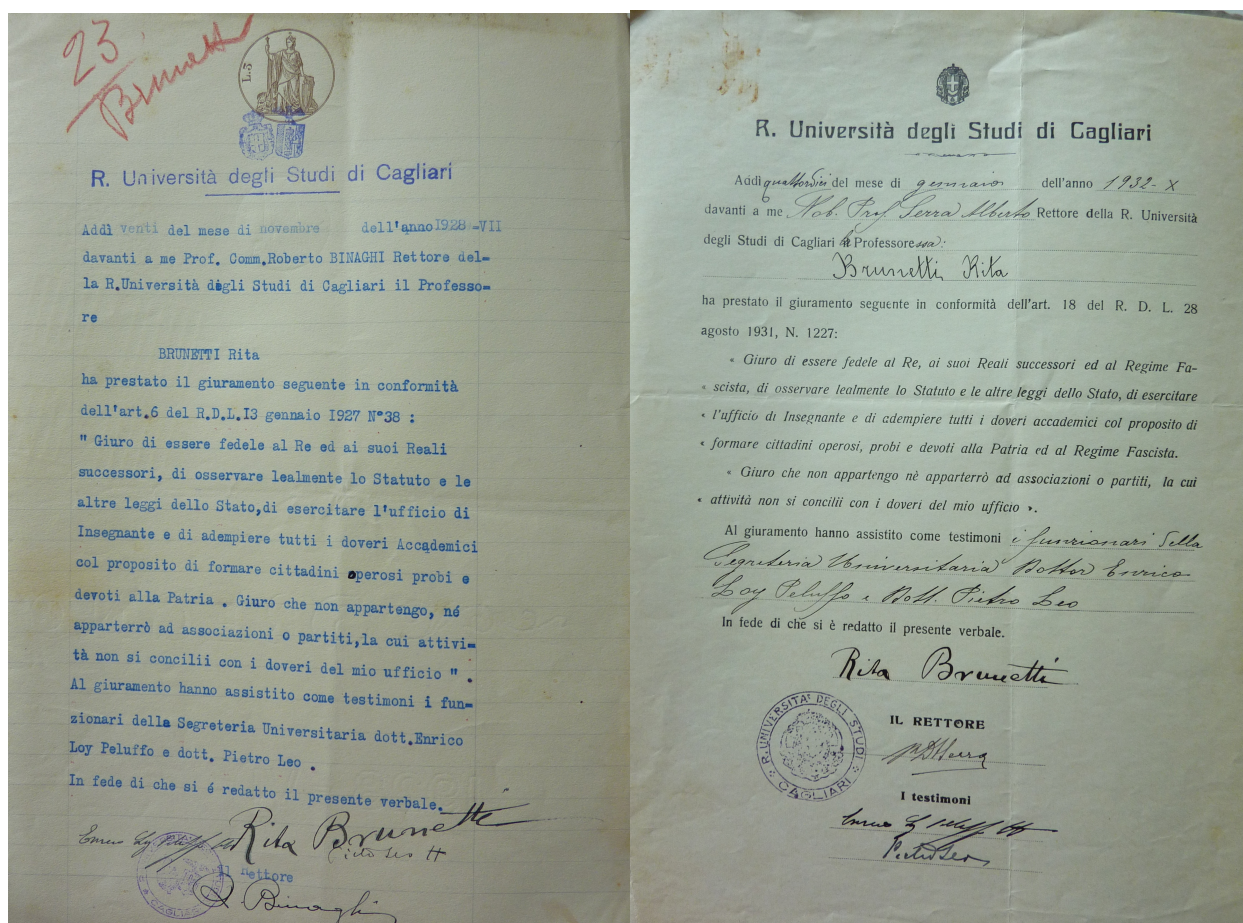 23
Brunetti
L.5
R. Università degli Studi di Cagliari
Addì venti del mese di novembre dell'anno 1928-VII
davanti a me Prof. Comm.Roberto BINAGHI Rettore del=
la R.Università degli Studi di Cagliari il Professo=
re
BRUNETTI Rita
ha prestato il giuramento seguente in conformità
dell'art.6 del R.D.L.I3 gennaio I927 N°38 :
" Giuro di essere fedele al Re ed ai suoi Reali
successori, di osservare lealmente lo Statuto e le
altre leggi dello Stato,di esercitare l'ufficio di
Insegnante e di adempiere tutti i doveri Accademici
col proposito di formare cittadini operosi probi e
devoti alla Patria . Giuro che non appartengo, né
apparterrò ad associazioni o partiti,la cui attivi=
tà non si concilii con i doveri del mio ufficio " .
Al giuramento hanno assistito come testimoni i fun=
zionari della Segreteria Universitaria dott.Enrico
Loy Peluffo e dott. Pietro Leo .
In fede di che si é redatto il presente verbale.
Enrico Loy Peluffo Rita Brunetti
Pietro Leo
Il Rettore
R. Binaghi
CAGLIARI
R. Università degli Studi di Cagliari
Addì quattordici del mese di gennaio dell'anno 1932-X
davanti a me Nob. Prof. Serra Alberto Rettore della R. Università
degli Studi di Cagliari la Professoressa:
Brunetti Rita
ha prestato il giuramento seguente in conformità dell'art. 18 del R. D. L. 28
agosto 1931, N. 1227:
« Giuro di essere fedele al Re, ai suoi Reali successori ed al Regime Fa-
« scista, di osservare lealmente lo Statuto e le altre leggi dello Stato, di esercitare
« l'ufficio di Insegnante e di adempiere tutti i doveri accademici col proposito di
« formare cittadini operosi, probi e devoti alla Patria ed al Regime Fascista.
« Giuro che non appartengo nè apparterrò ad associazioni o partiti, la cui
« attività non si concilii con i doveri del mio ufficio ».
Al giuramento hanno assistito come testimoni i funzionari della
Segreteria Universitaria Dottor Enrico
Loy Peluffo e Dott. Pietro Leo
In fede di che si è redatto il presente verbale.
Rita Brunetti
R. UNIVERSITA' DEGLI STUDI
CAGLIARI
IL RETTORE
I testimoni
Enrico Loy Peluffo
Pietro Leo